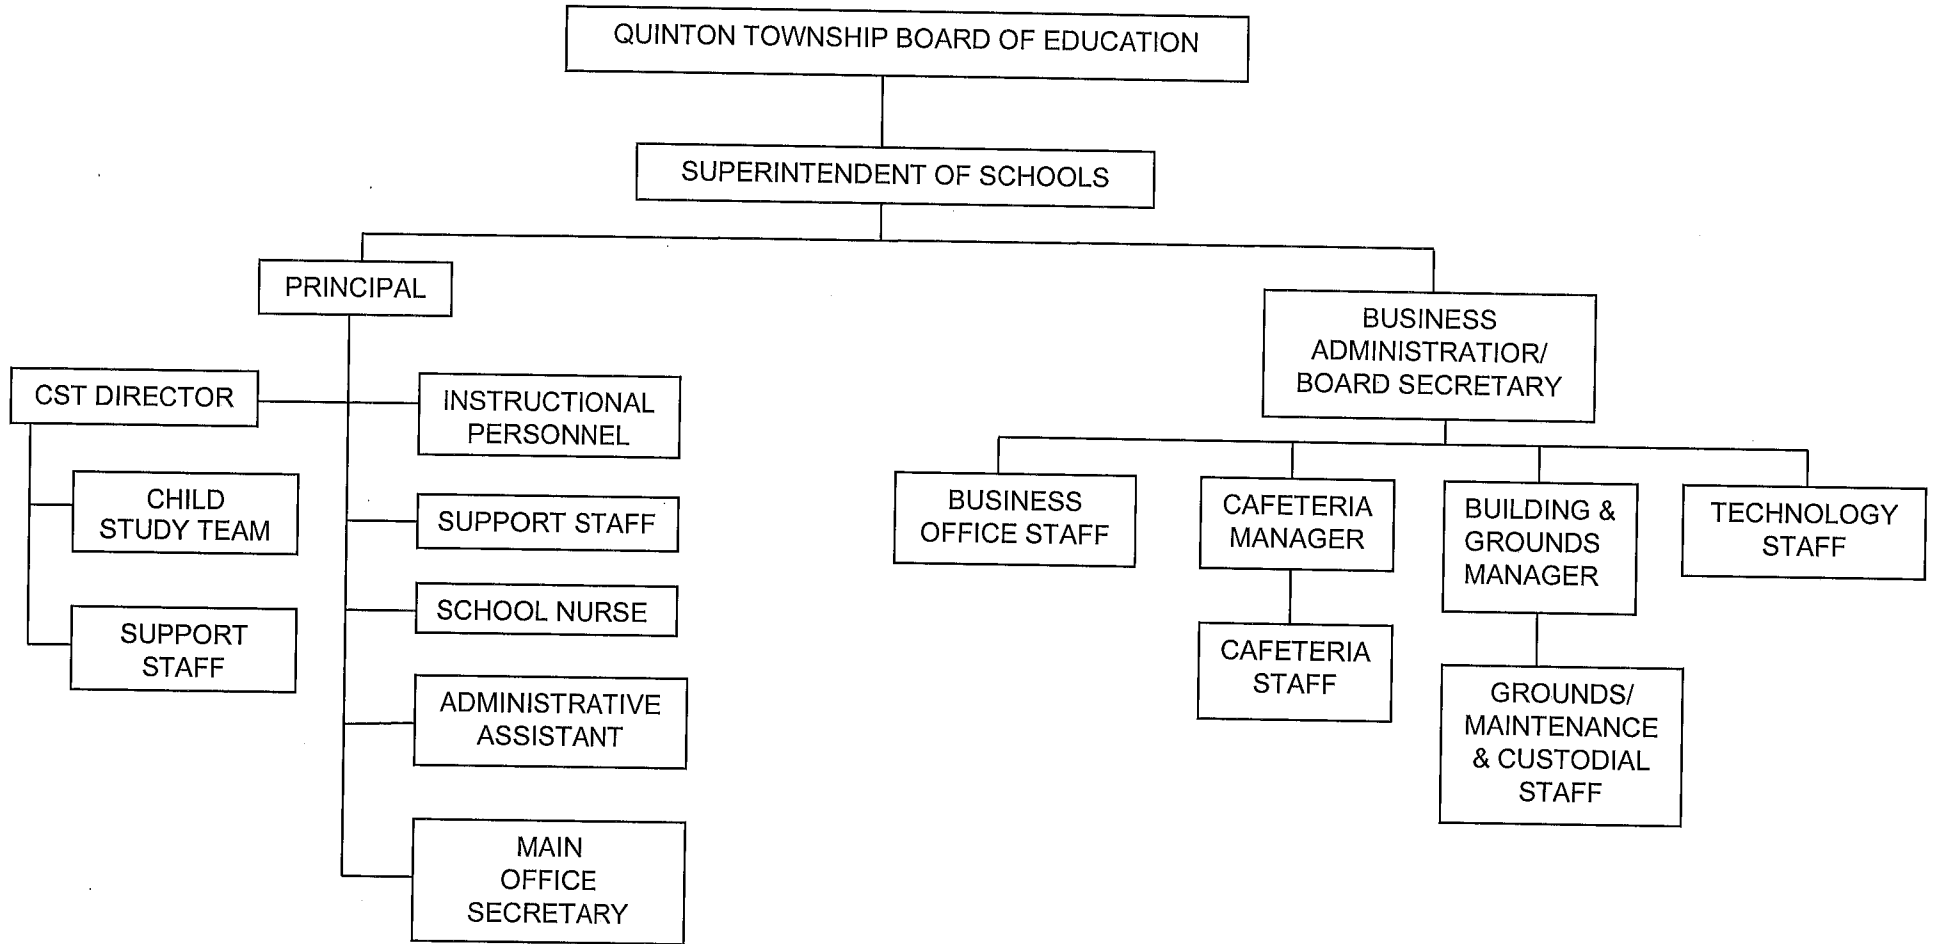 QUINTON TOWNSHIP BOARD OF EDUCATION
SUPERINTENDENT OF SCHOOLS
PRINCIPAL
BUSINESS
ADMINISTRATIOR/
BOARD SECRETARY
CST DIRECTOR
INSTRUCTIONAL
PERSONNEL
CHILD
STUDY TEAM
SUPPORT
STAFF
SUPPORT STAFF
SCHOOL NURSE
ADMINISTRATIVE
ASSISTANT
MAIN
OFFICE
SECRETARY
BUSINESS
OFFICE STAFF
CAFETERIA
MANAGER
CAFETERIA
STAFF
BUILDING &
GROUNDS
MANAGER
GROUNDS/
MAINTENANCE
& CUSTODIAL
STAFF
TECHNOLOGY
STAFF